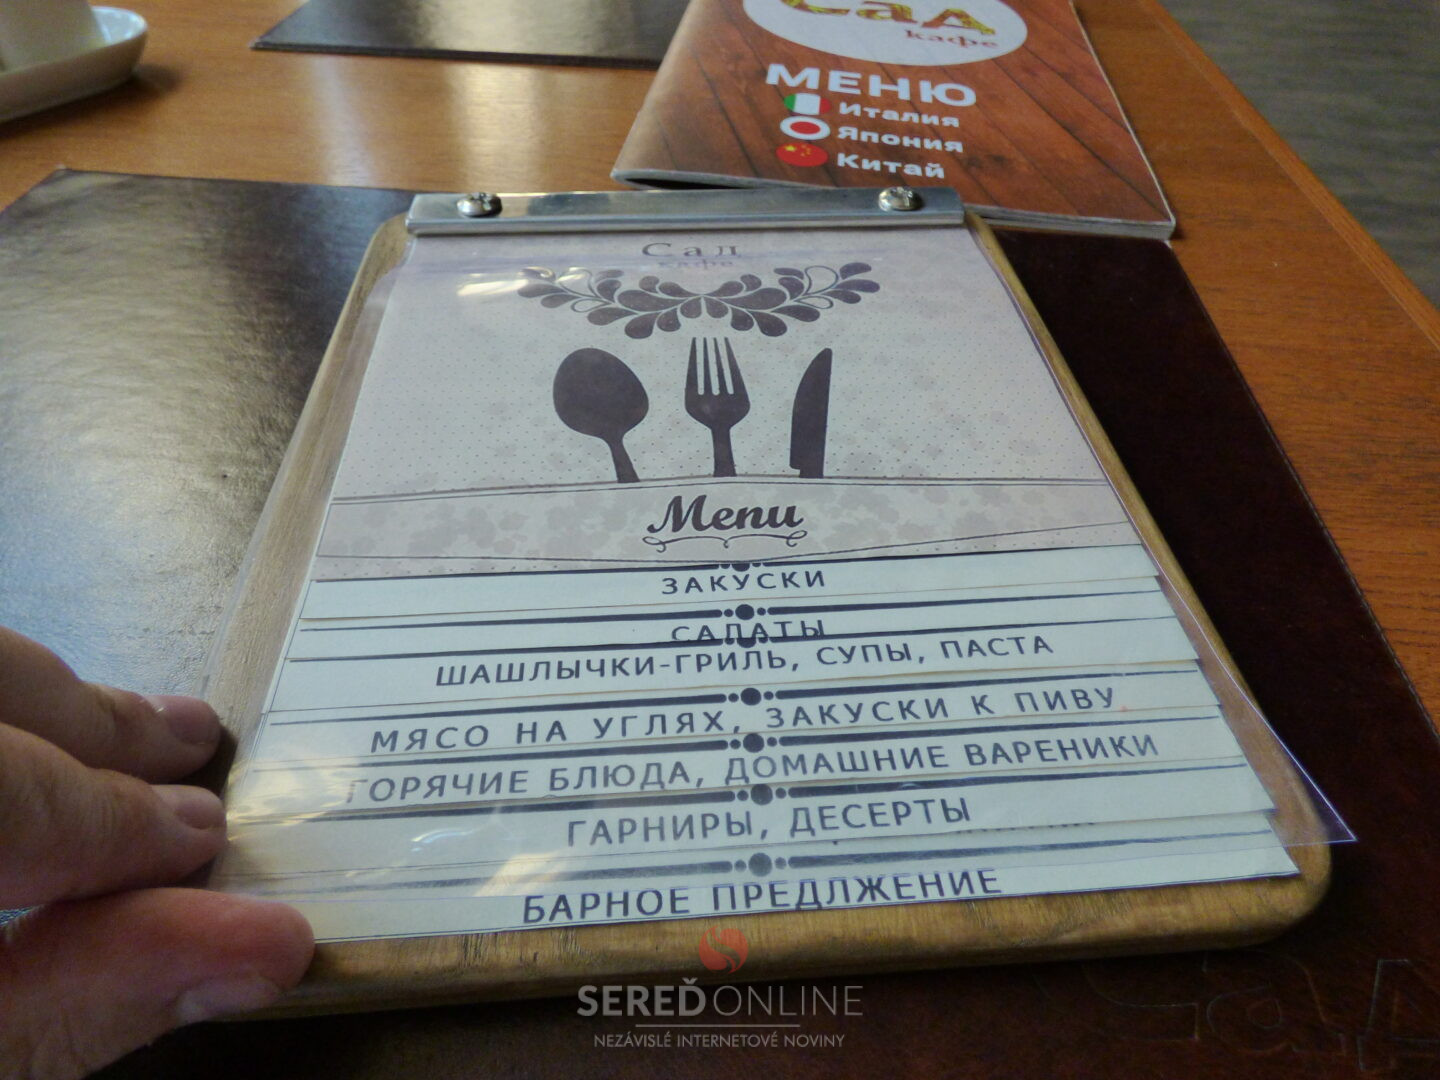 Сад
кафе
МЕНЮ
Италия
Япония
Китай
Сад
кафе
Menu
ЗАКУСКИ
САЛАТЫ
ШАШЛЫЧКИ-ГРИЛЬ, СУПЫ, ПАСТА
МЯСО НА УГЛЯХ, ЗАКУСКИ К ПИВУ
ГОРЯЧИЕ БЛЮДА, ДОМАШНИЕ ВАРЕНИКИ
ГАРНИРЫ, ДЕСЕРТЫ
БАРНОЕ ПРЕДЛЖЕНИЕ
SEREĎONLINE
NEZÁVISLÉ INTERNETOVÉ NOVINY
Сад